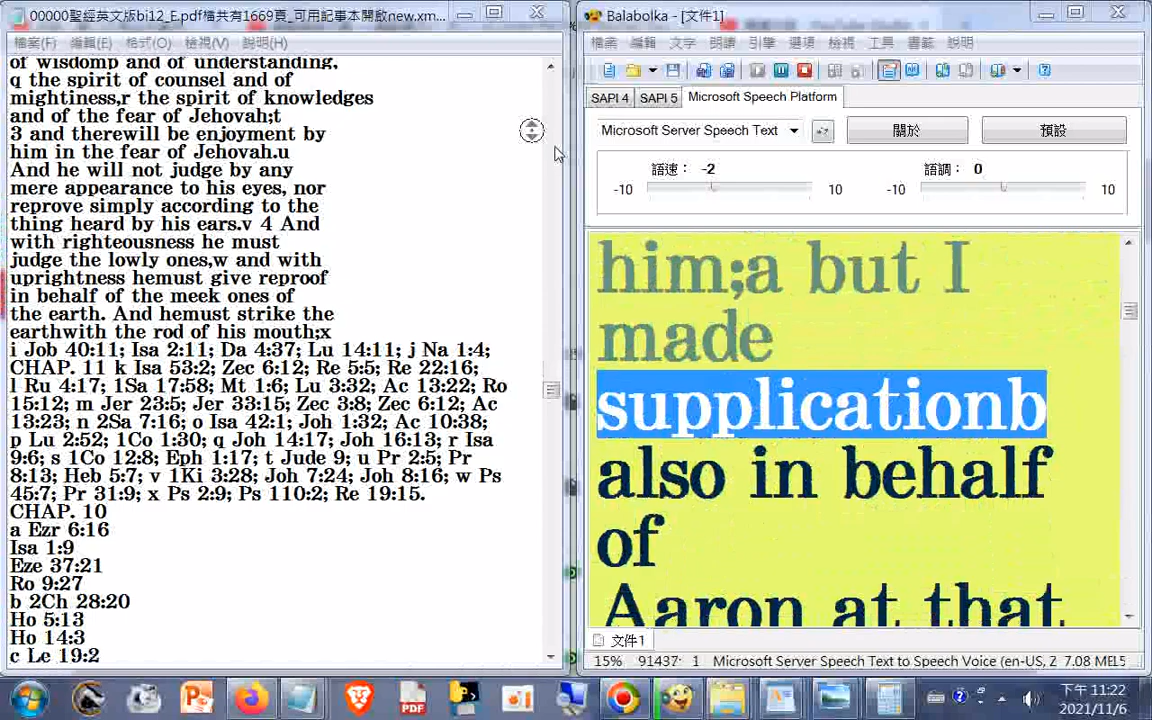 00000聖經英文版bi12_E.pdf檔共有1669頁_可用記事本開啟new.xm...
檔案(F) 編輯(E) 格式(O) 檢視(V) 說明(H)
of wisdom and of understanding,
q the spirit of counsel and of
mightiness,r the spirit of knowledges
and of the fear of Jehovah;t
3 and therewill be enjoyment by
him in the fear of Jehovah.u
And he will not judge by any
mere appearance to his eyes, nor
reprove simply according to the
thing heard by his ears.v 4 And
with righteousness he must
judge the lowly ones,w and with
uprightness hemust give reproof
in behalf of the meek ones of
the earth. And hemust strike the
earthwith the rod of his mouth;x
i Job 40:11; Isa 2:11; Da 4:37; Lu 14:11; j Na 1:4;
CHAP. 11 k Isa 53:2; Zec 6:12; Re 5:5; Re 22:16;
l Ru 4:17; 1Sa 17:58; Mt 1:6; Lu 3:32; Ac 13:22; Ro
15:12; m Jer 23:5; Jer 33:15; Zec 3:8; Zec 6:12; Ac
13:23; n 2Sa 7:16; o Isa 42:1; Joh 1:32; Ac 10:38;
p Lu 2:52; 1Co 1:30; q Joh 14:17; Joh 16:13; r Isa
9:6; s 1Co 12:8; Eph 1:17; t Jude 9; u Pr 2:5; Pr
8:13; Heb 5:7; v 1Ki 3:28; Joh 7:24; Joh 8:16; w Ps
45:7; Pr 31:9; x Ps 2:9; Ps 110:2; Re 19:15.
CHAP. 10
a Ezr 6:16
Isa 1:9
Eze 37:21
Ro 9:27
b 2Ch 28:20
Ho 5:13
Ho 14:3
c Le 19:2
Balabolka - [文件1]
檔案 編輯 文字 朗讀 引擎 選項 檢視 工具 書籤 說明
SAPI 4 SAPI 5 Microsoft Speech Platform
Microsoft Server Speech Text 關於 預設
語速： -2 語調： 0
-10 10 -10 10
him;a but I
made
supplicationb
also in behalf
of
Aaron at that
文件1
15% 91437: 1 Microsoft Server Speech Text to Speech Voice (en-US, Z 7.08 МЕБ
下午 11:22
2021/11/6